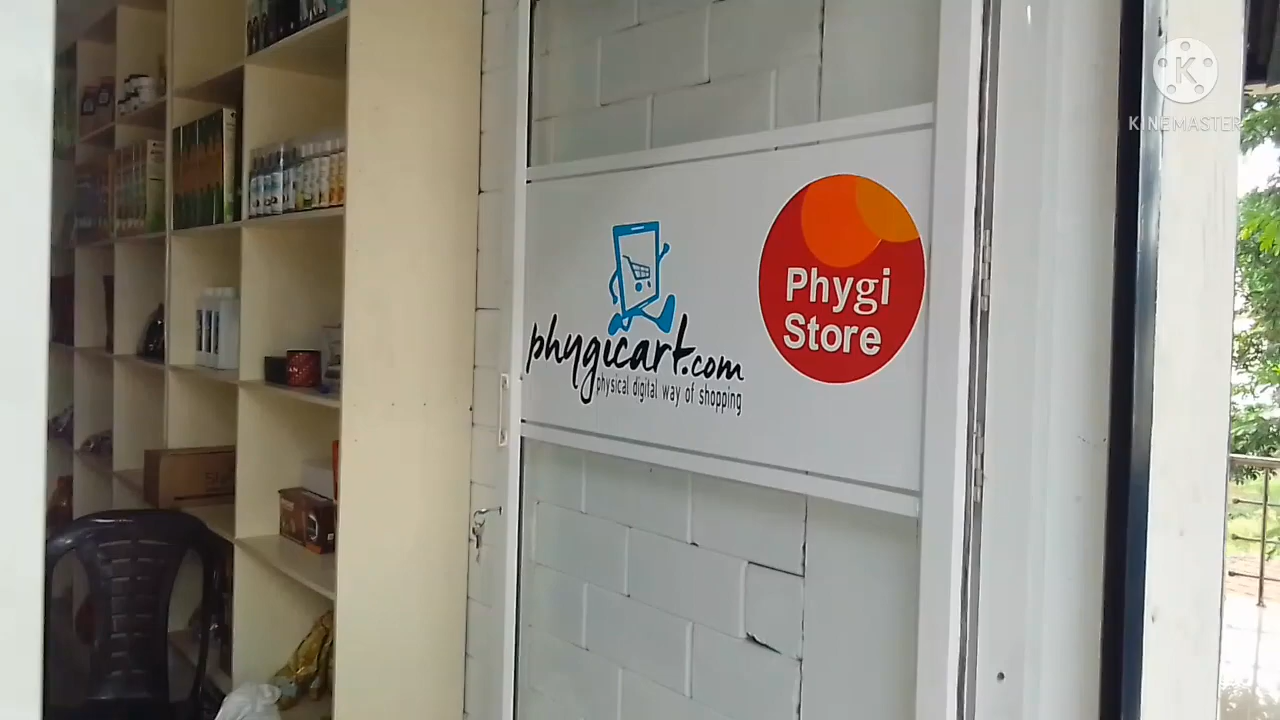 phygicart.com
physical digital way of shopping
Phygi
Store
K
KINEMASTER